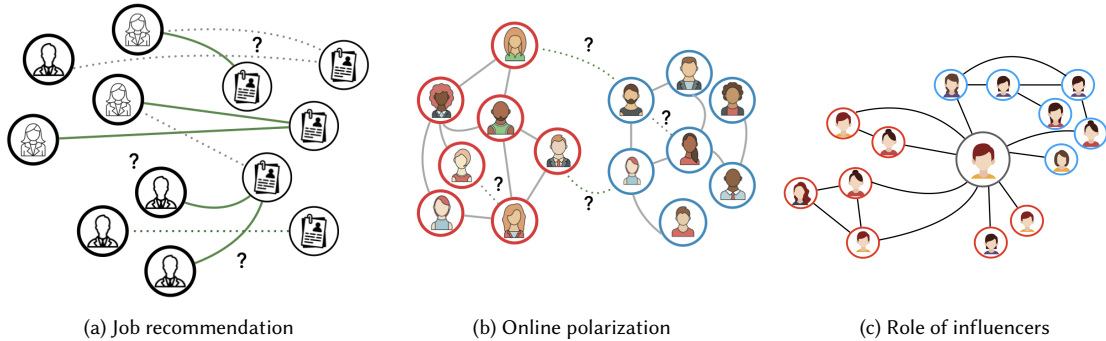 ?
?
?
?
?
?
?
(a) Job recommendation
(b) Online polarization
(c) Role of influencers